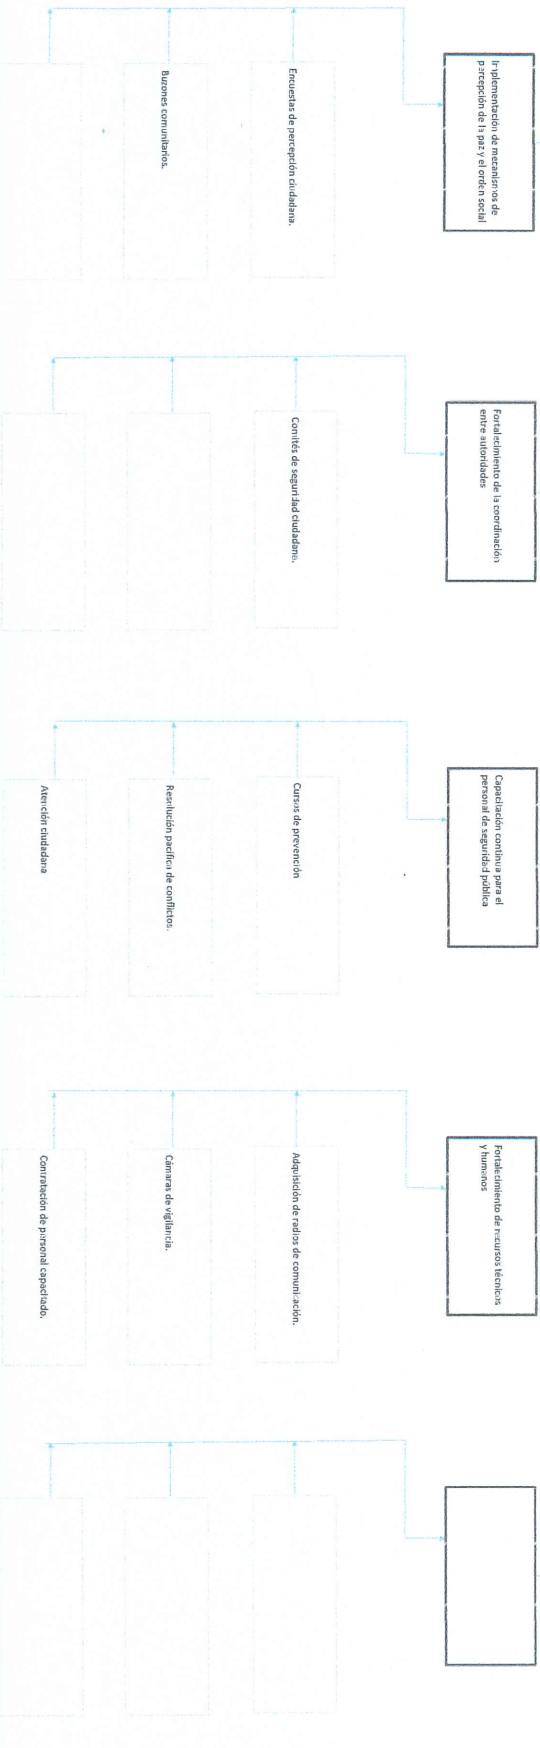 Implementación de mecanismos de
percepción de la paz y el orden social
Encuestas de percepción ciudadana.
Buzones comunitarios.
Fortalecimiento de la coordinación
entre autoridades
Comités de seguridad ciudadana.
Capacitación continua para el
personal de seguridad pública
Cursos de prevención
Resolución pacífica de conflictos.
Atención ciudadana
Fortalecimiento de recursos técnicos
y humanos
Adquisición de radios de comunicación.
Cámaras de vigilancia.
Contratación de personal capacitado.